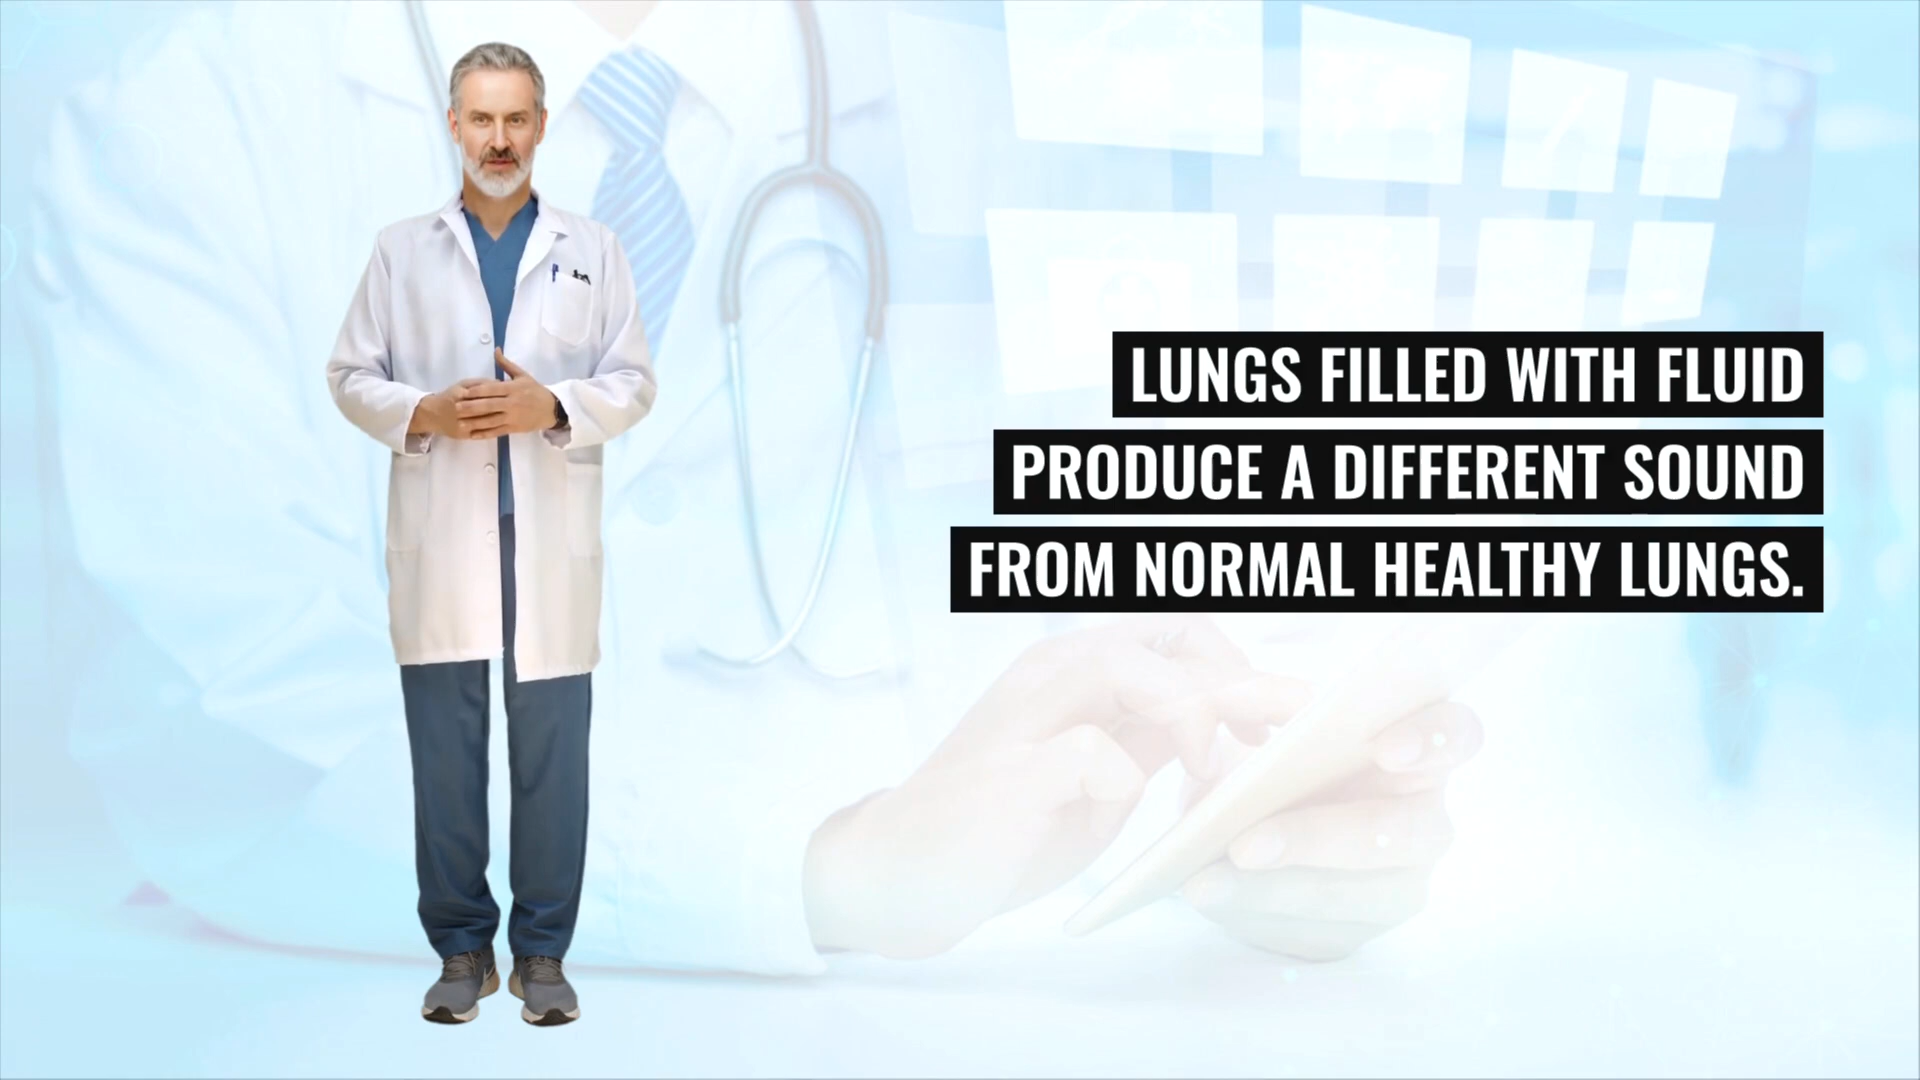 LUNGS FILLED WITH FLUID
PRODUCE A DIFFERENT SOUND
FROM NORMAL HEALTHY LUNGS.